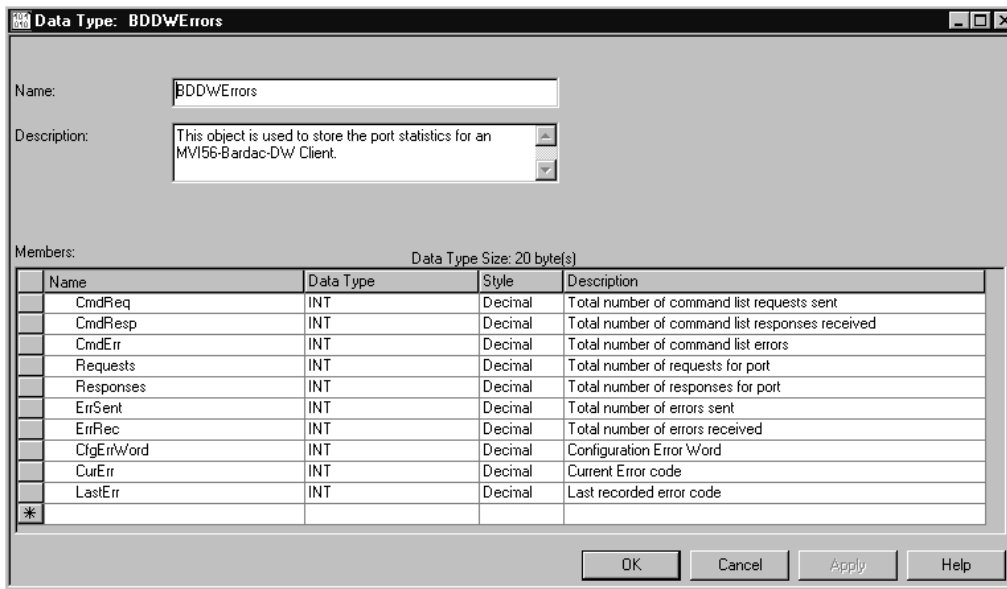 Data Type: BDDWErrors
Name: BDDWErrors
Description: This object is used to store the port statistics for an
MVI56-Bardac-DW Client.
Members: Data Type Size: 20 byte(s)
Name Data Type Style Description
CmdReq INT Decimal Total number of command list requests sent
CmdResp INT Decimal Total number of command list responses received
CmdErr INT Decimal Total number of command list errors
Requests INT Decimal Total number of requests for port
Responses INT Decimal Total number of responses for port
ErrSent INT Decimal Total number of errors sent
ErrRec INT Decimal Total number of errors received
CfgErrWord INT Decimal Configuration Error Word
CurErr INT Decimal Current Error code
LastErr INT Decimal Last recorded error code
OK Cancel Apply Help